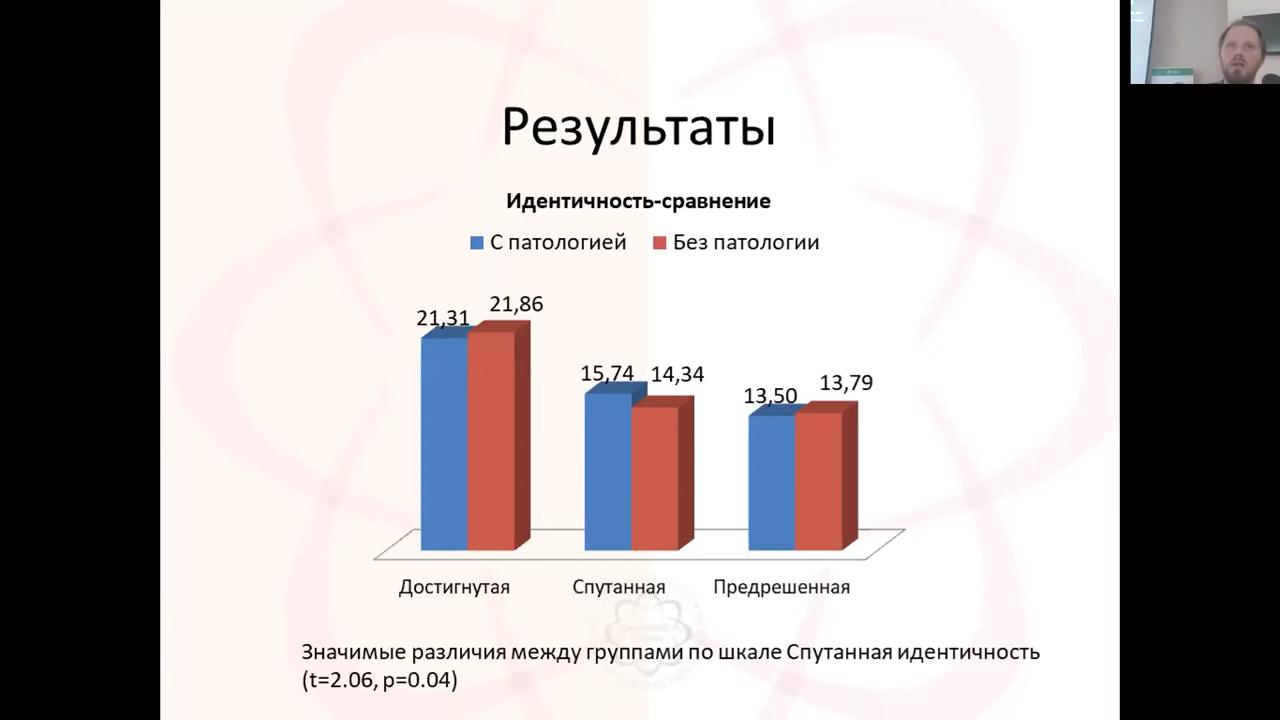 Результаты
Идентичность-сравнение
С патологией Без патологии
21,31 21,86
15,74 14,34
13,50 13,79
Достигнутая Спутанная Предрешенная
Значимые различия между группами по шкале Спутанная идентичность
(t=2.06, p=0.04)